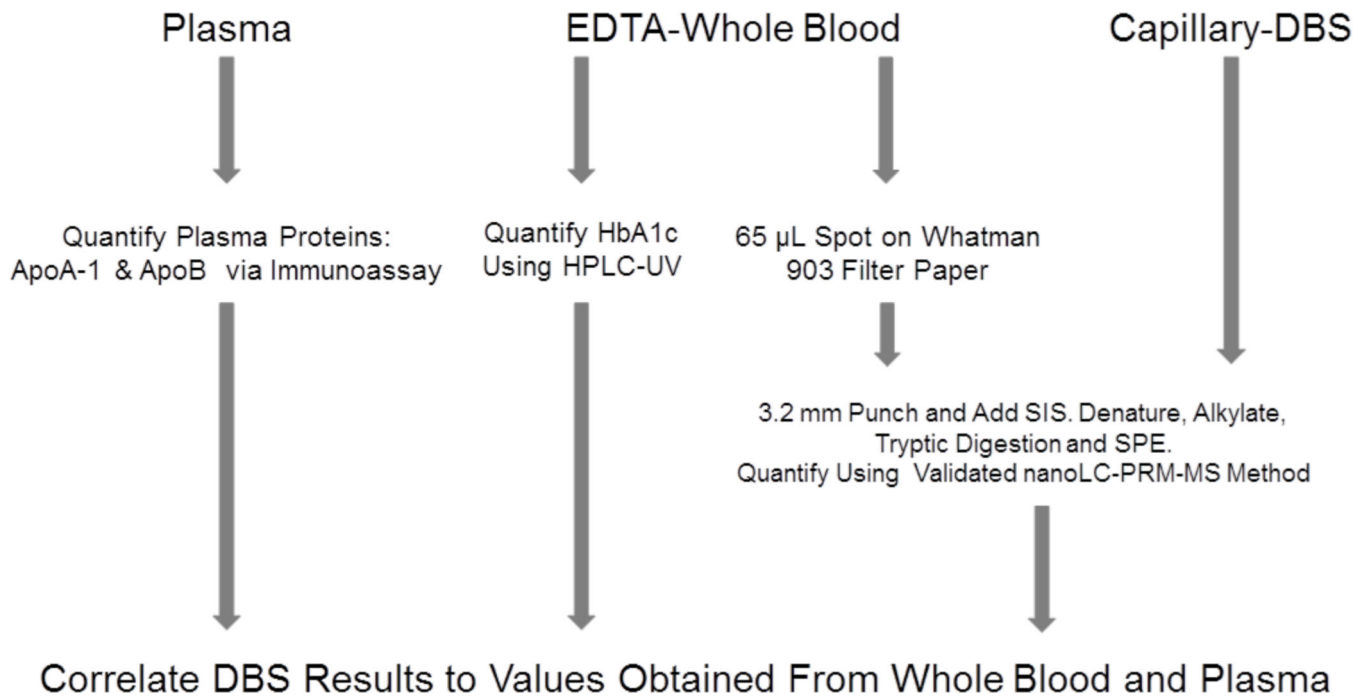 Plasma
EDTA-Whole Blood
Capillary-DBS
Quantify Plasma Proteins:
ApoA-1 & ApoB via Immunoassay
Quantify HbA1c
Using HPLC-UV
65 µL Spot on Whatman
903 Filter Paper
3.2 mm Punch and Add SIS. Denature, Alkylate,
Tryptic Digestion and SPE.
Quantify Using Validated nanoLC-PRM-MS Method
Correlate DBS Results to Values Obtained From Whole Blood and Plasma